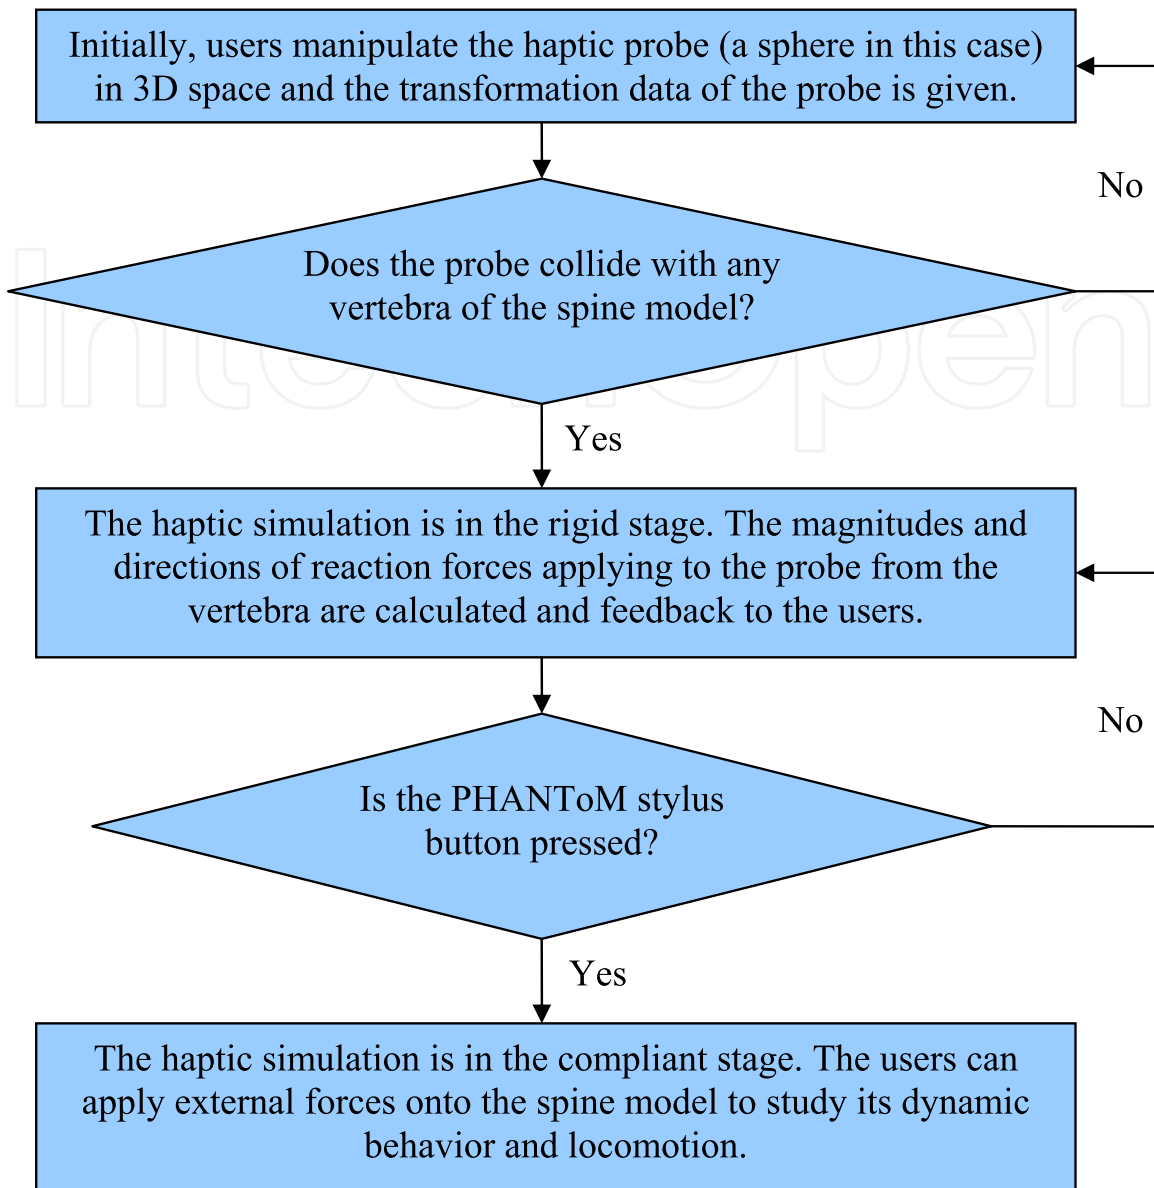 Initially, users manipulate the haptic probe (a sphere in this case)
in 3D space and the transformation data of the probe is given.
No
Does the probe collide with any
vertebra of the spine model?
IntechOpen
Yes
The haptic simulation is in the rigid stage. The magnitudes and
directions of reaction forces applying to the probe from the
vertebra are calculated and feedback to the users.
No
Is the PHANToM stylus
button pressed?
Yes
The haptic simulation is in the compliant stage. The users can
apply external forces onto the spine model to study its dynamic
behavior and locomotion.